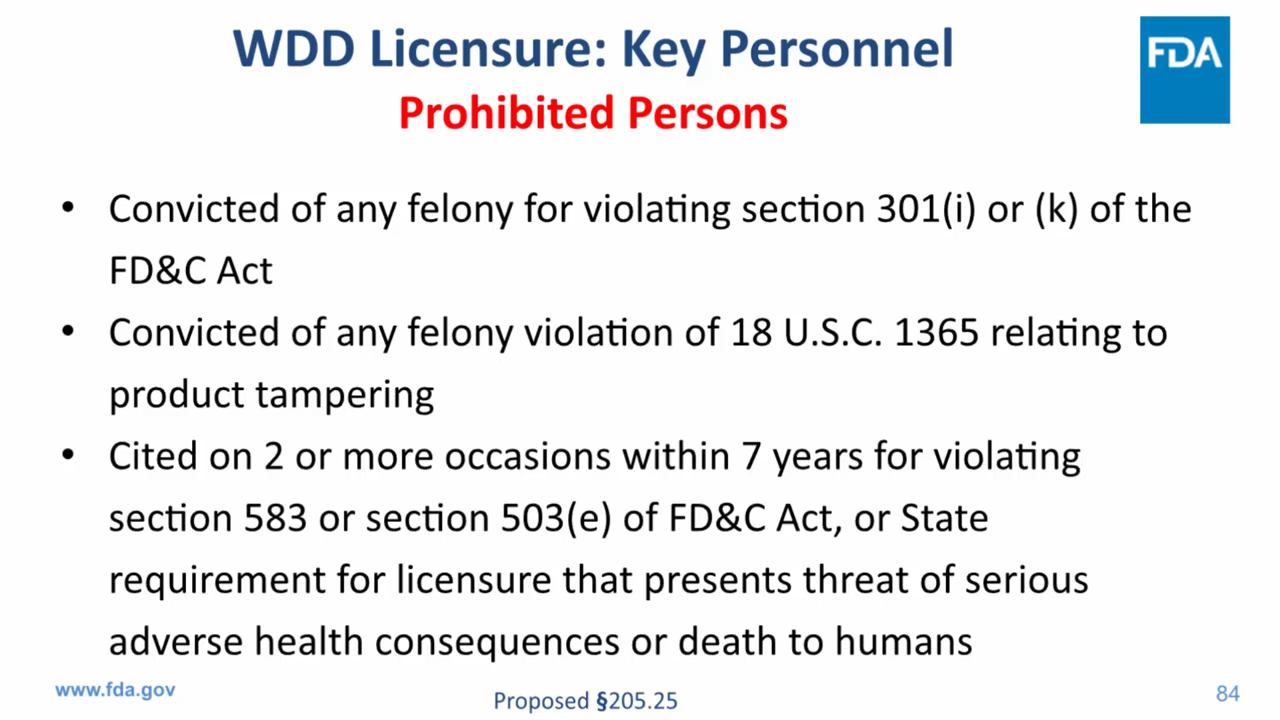 WDD Licensure: Key Personnel
FDA
Prohibited Persons
• Convicted of any felony for violating section 301(i) or (k) of the
FD&C Act
• Convicted of any felony violation of 18 U.S.C. 1365 relating to
product tampering
• Cited on 2 or more occasions within 7 years for violating
section 583 or section 503(e) of FD&C Act, or State
requirement for licensure that presents threat of serious
adverse health consequences or death to humans
www.fda.gov
Proposed §205.25
84